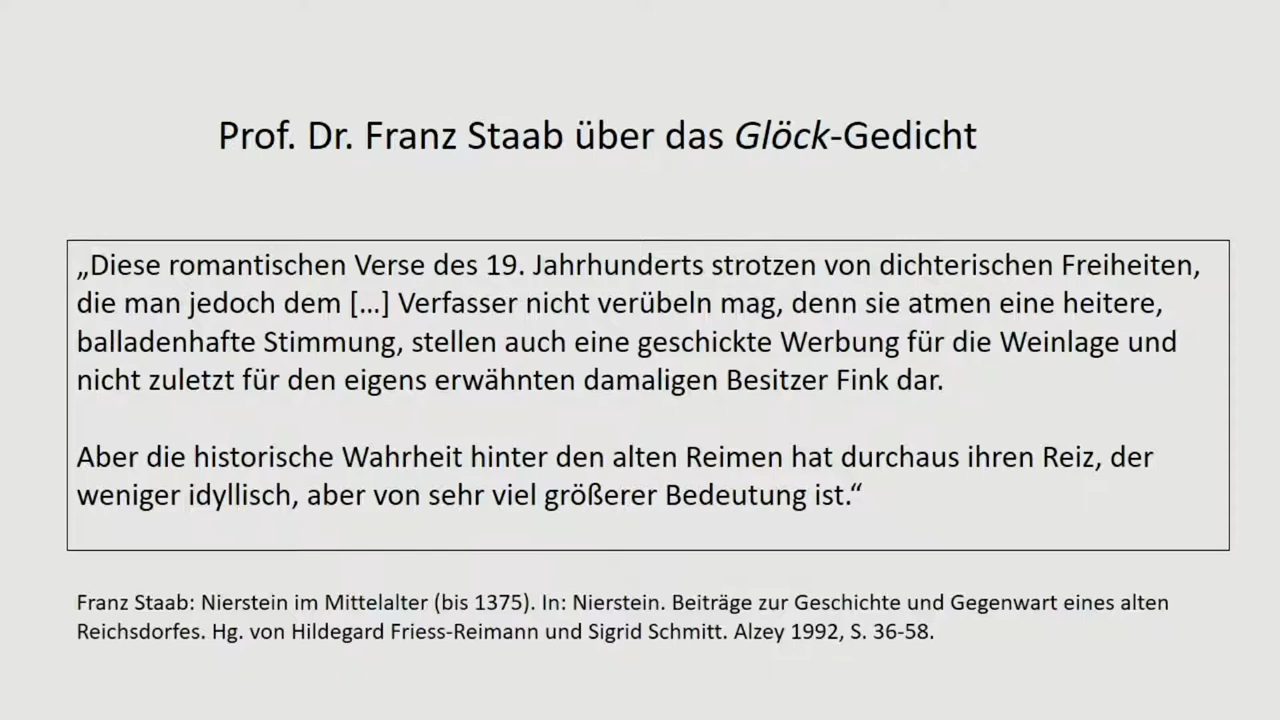 Prof. Dr. Franz Staab über das Glöck-Gedicht
„Diese romantischen Verse des 19. Jahrhunderts strotzen von dichterischen Freiheiten,
die man jedoch dem [...] Verfasser nicht verübeln mag, denn sie atmen eine heitere,
balladenhafte Stimmung, stellen auch eine geschickte Werbung für die Weinlage und
nicht zuletzt für den eigens erwähnten damaligen Besitzer Fink dar.
Aber die historische Wahrheit hinter den alten Reimen hat durchaus ihren Reiz, der
weniger idyllisch, aber von sehr viel größerer Bedeutung ist.“
Franz Staab: Nierstein im Mittelalter (bis 1375). In: Nierstein. Beiträge zur Geschichte und Gegenwart eines alten
Reichsdorfes. Hg. von Hildegard Friess-Reimann und Sigrid Schmitt. Alzey 1992, S. 36-58.